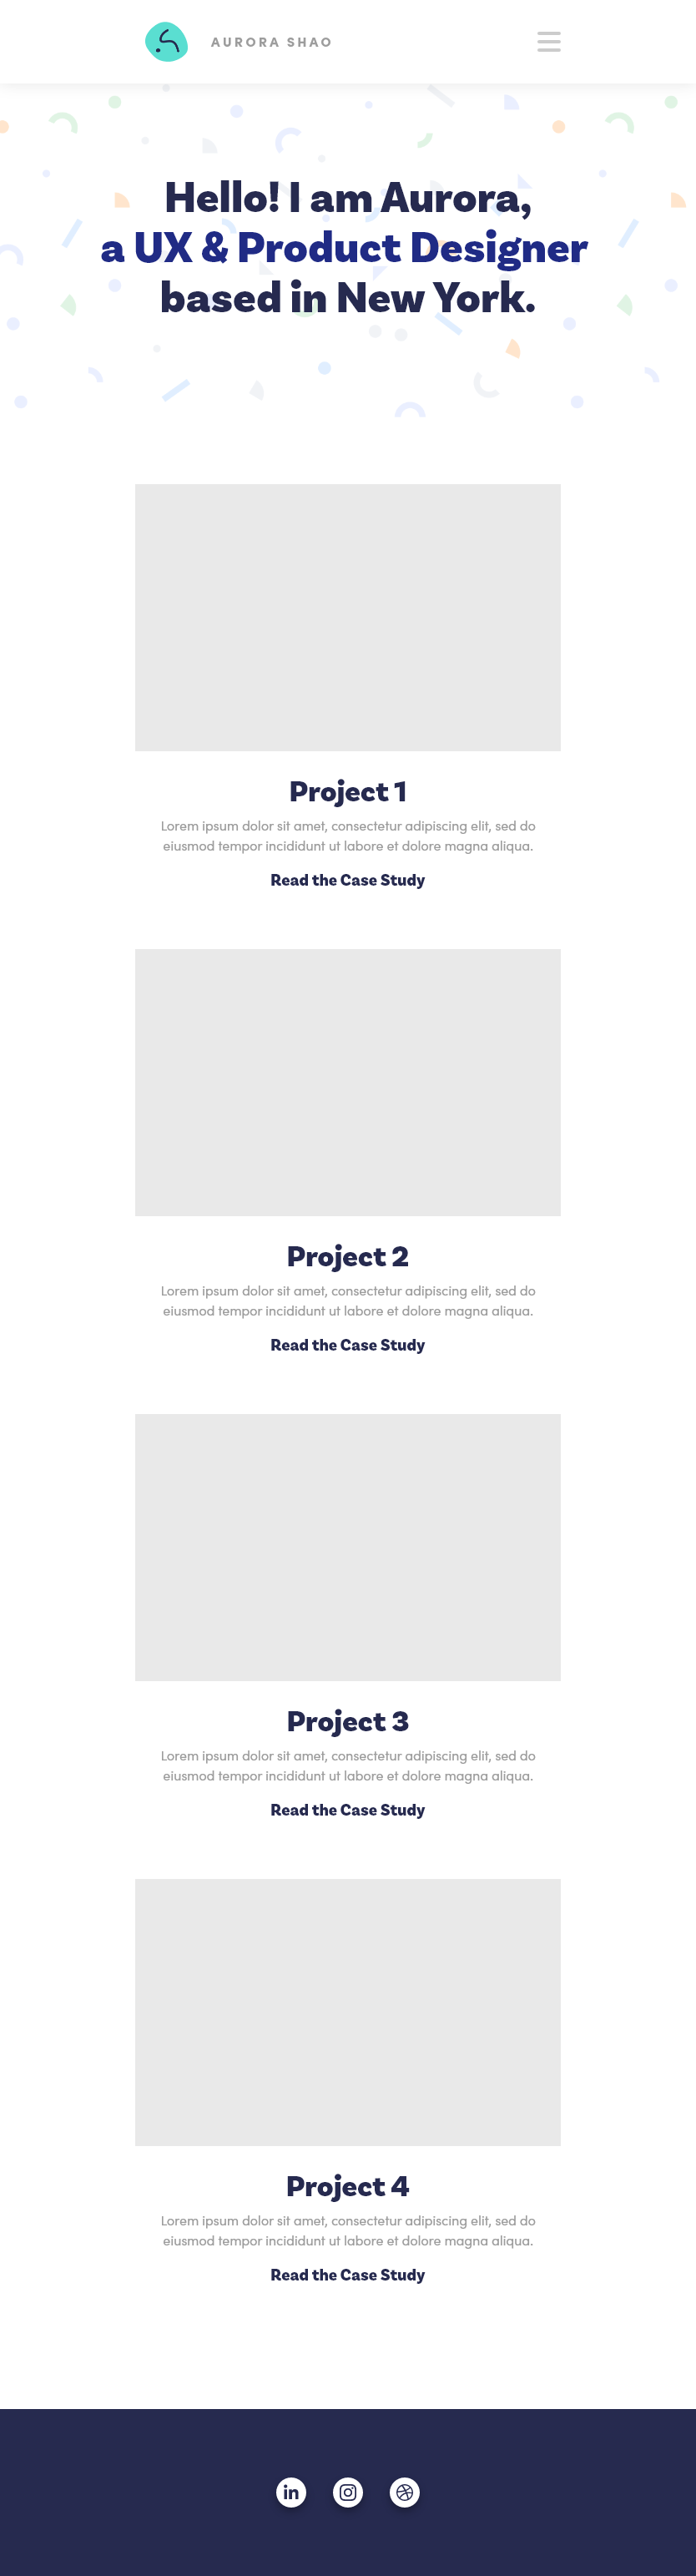 AURORA SHAO
Hello! I am Aurora,
a UX & Product Designer
based in New York.
Project 1
Lorem ipsum dolor sit amet, consectetur adipiscing elit, sed do
eiusmod tempor incididunt ut labore et dolore magna aliqua.
Read the Case Study
Project 2
Lorem ipsum dolor sit amet, consectetur adipiscing elit, sed do
eiusmod tempor incididunt ut labore et dolore magna aliqua.
Read the Case Study
Project 3
Lorem ipsum dolor sit amet, consectetur adipiscing elit, sed do
eiusmod tempor incididunt ut labore et dolore magna aliqua.
Read the Case Study
Project 4
Lorem ipsum dolor sit amet, consectetur adipiscing elit, sed do
eiusmod tempor incididunt ut labore et dolore magna aliqua.
Read the Case Study
in